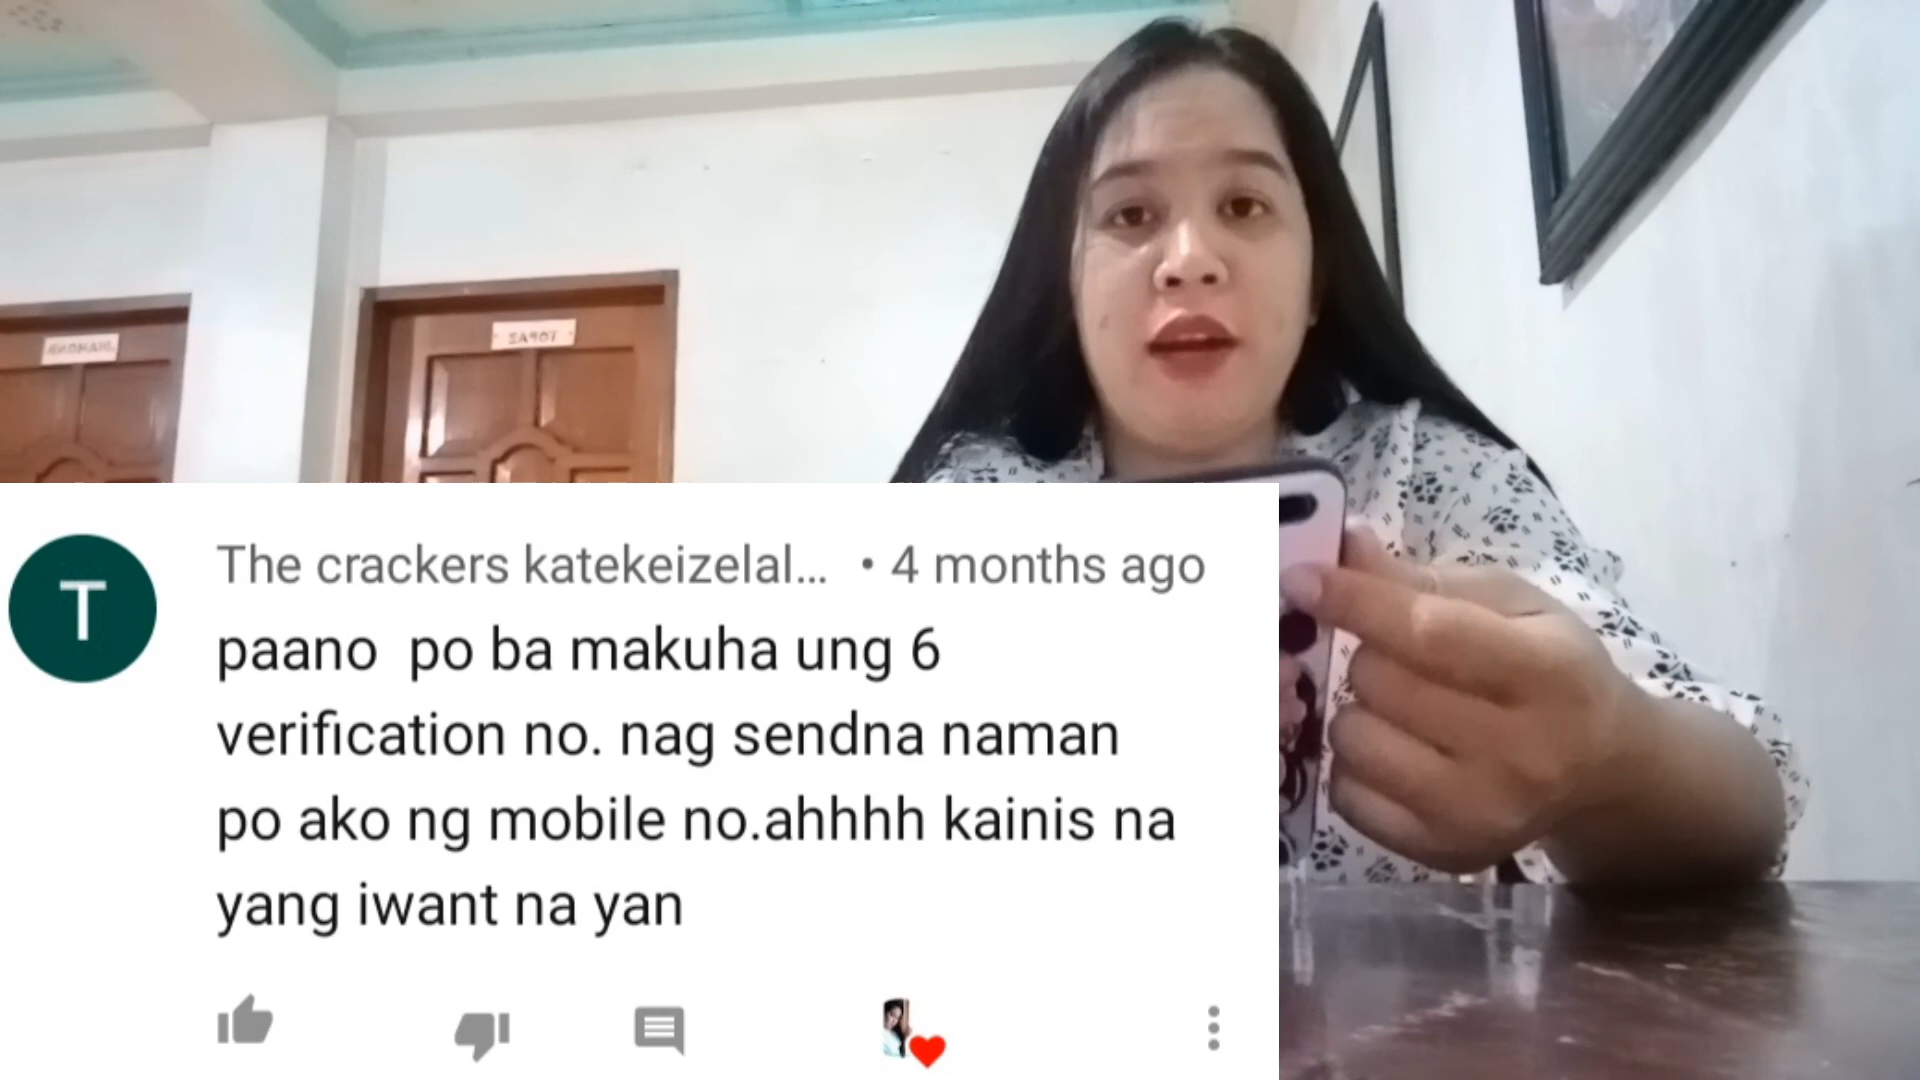 TOPAZ
The crackers katekeizelal... • 4 months ago
T
paano po ba makuha ung 6
verification no. nag sendna naman
po ako ng mobile no.ahhhh kainis na
yang iwant na yan